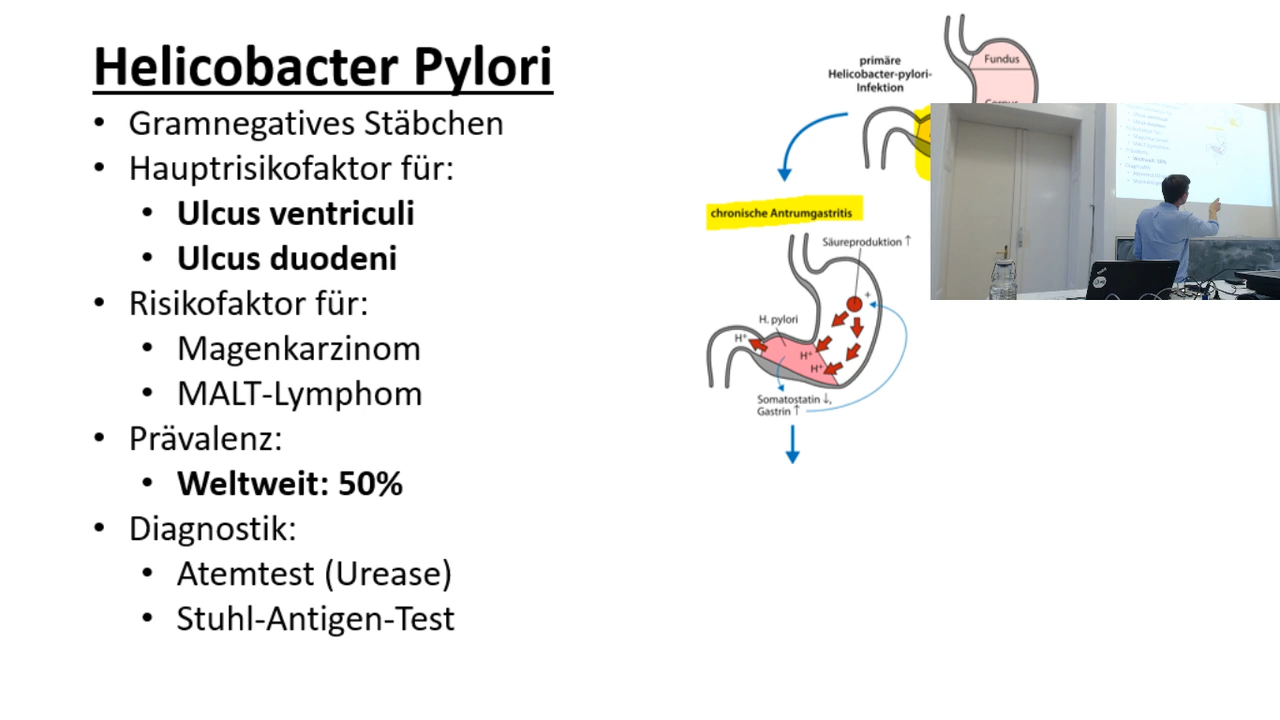 Helicobacter Pylori
• Gramnegatives Stäbchen
• Hauptrisikofaktor für:
• Ulcus ventriculi
• Ulcus duodeni
• Risikofaktor für:
• Magenkarzinom
• MALT-Lymphom
• Prävalenz:
• Weltweit: 50%
• Diagnostik:
• Atemtest (Urease)
• Stuhl-Antigen-Test
primäre
Helicobacter-pylori-
Infektion
Fundus
chronische Antrumgastritis
Säureproduktion ↑
+
H. pylori
H⁺
H⁺
H⁺
Somatostatin ↓,
Gastrin ↑